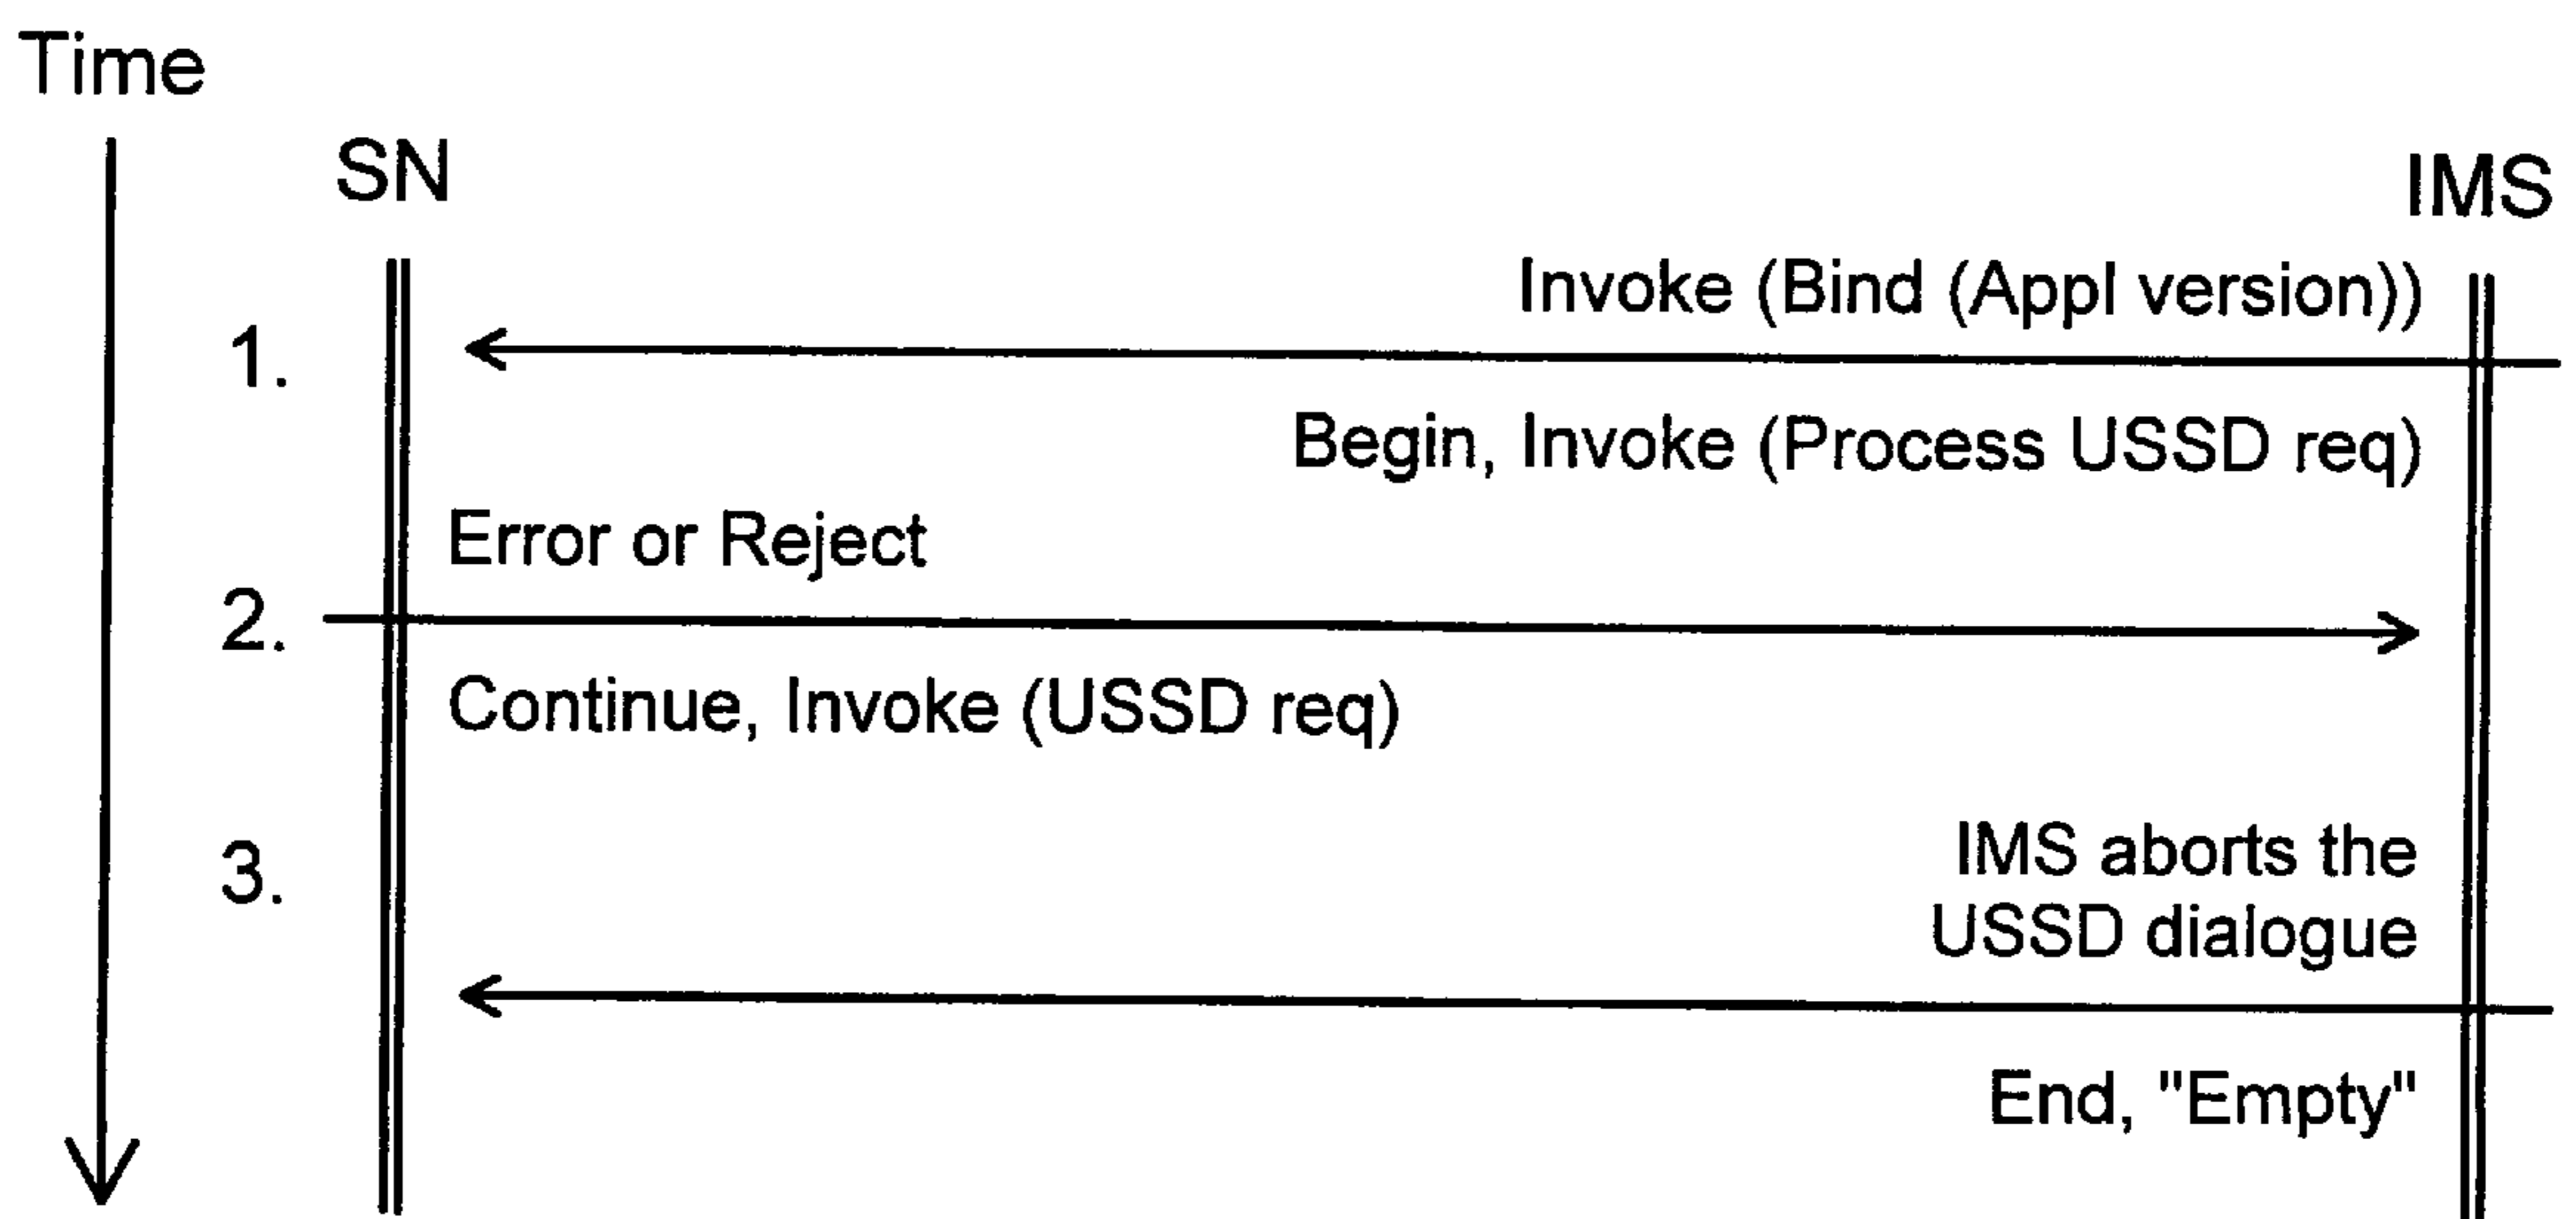 Time
SN
IMS
Invoke (Bind (Appl version))
1.
Begin, Invoke (Process USSD req)
Error or Reject
2.
Continue, Invoke (USSD req)
3.
IMS aborts the
USSD dialogue
End, "Empty"